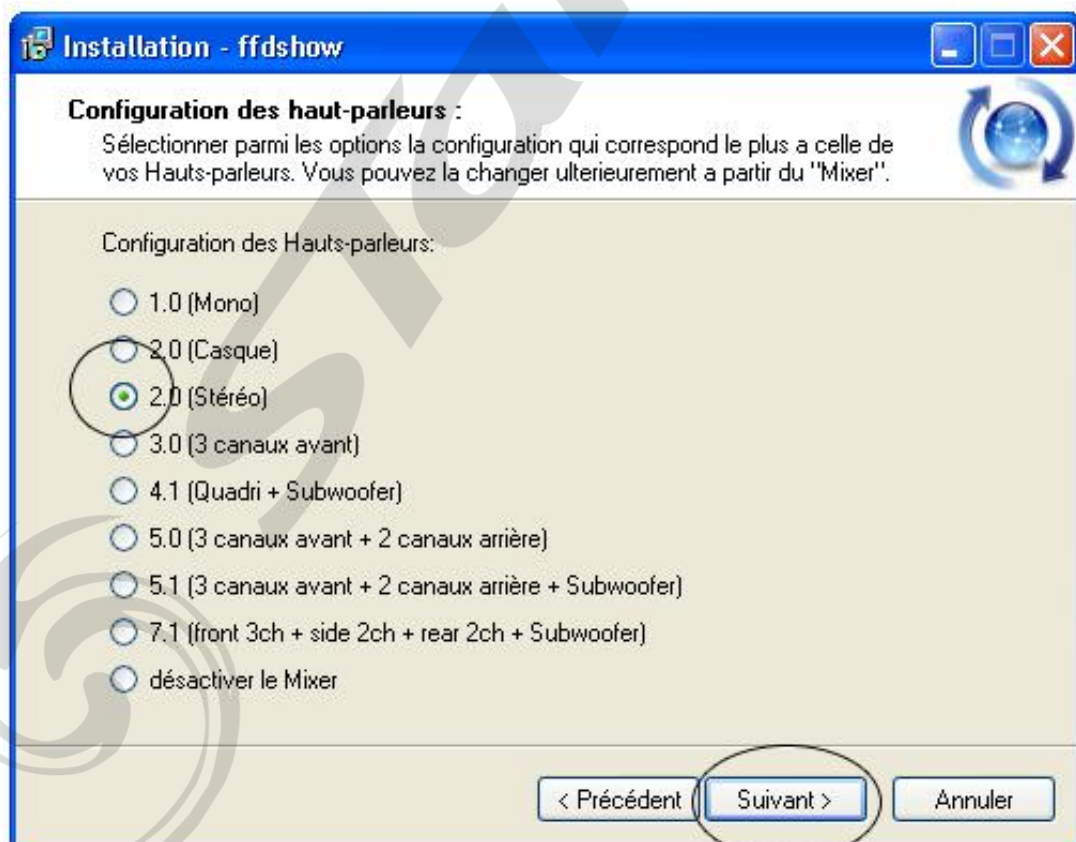 Installation - ffdshow
Configuration des haut-parleurs :
Sélectionner parmi les options la configuration qui correspond le plus a celle de
vos Hauts-parleurs. Vous pouvez la changer ulterieurement a partir du "Mixer".
Configuration des Hauts-parleurs:
1.0 (Mono)
2.0 (Casque)
2.0 (Stéréo)
3.0 (3 canaux avant)
4.1 (Quadri + Subwoofer)
5.0 (3 canaux avant + 2 canaux arrière)
5.1 (3 canaux avant + 2 canaux arrière + Subwoofer)
7.1 (front 3ch + side 2ch + rear 2ch + Subwoofer)
désactiver le Mixer
< Précédent
Suivant >
Annuler